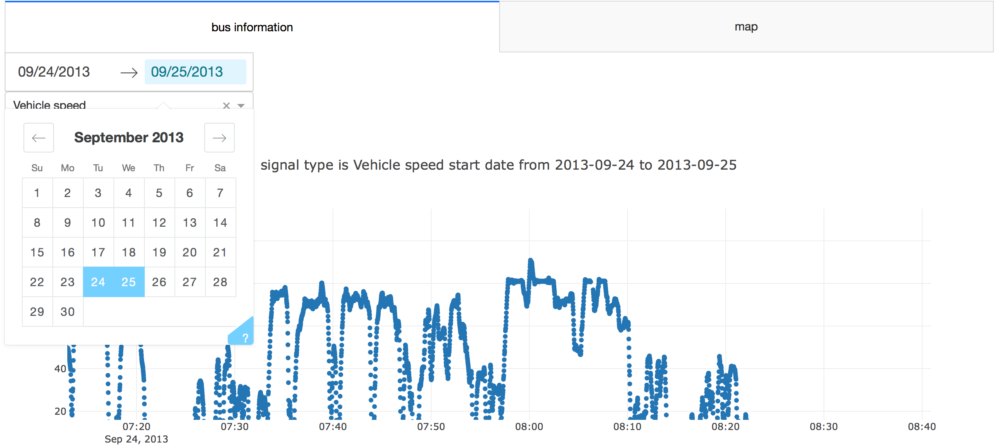 bus information
map
09/24/2013 → 09/25/2013
Vehicle speed × 
September 2013
Su Mo Tu We Th Fr Sa
1 2 3 4 5 6 7
8 9 10 11 12 13 14
15 16 17 18 19 20 21
22 23 24 25 26 27 28
29 30
?
signal type is Vehicle speed start date from 2013-09-24 to 2013-09-25
40
20
07:20 07:30 07:40 07:50 08:00 08:10 08:20 08:30 08:40
Sep 24, 2013